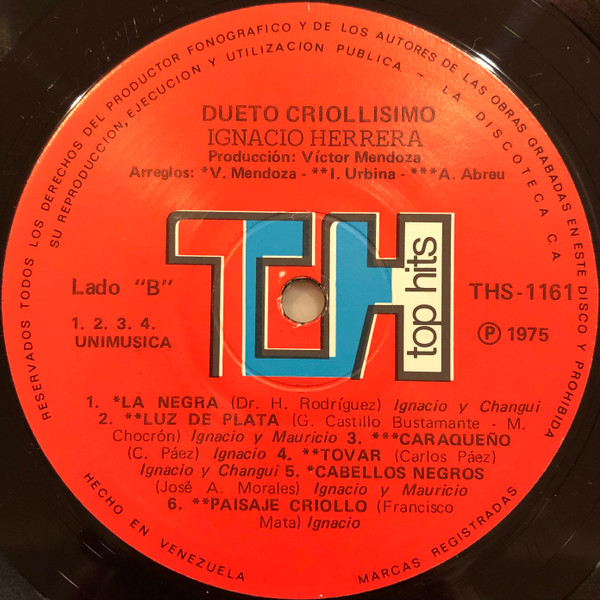 RESERVADOS TODOS LOS DERECHOS DEL PRODUCTOR FONOGRAFICO Y DE LOS AUTORES DE LAS OBRAS GRABADAS EN ESTE DISCO Y PROHIBIDA
SU REPRODUCCION, EJECUCION Y UTILIZACION PUBLICA - LA DISCOTECA C.A
DUETO CRIOLLISIMO
IGNACIO HERRERA
Producción: Víctor Mendoza
Arreglos: *V. Mendoza - **I. Urbina - ***A. Abreu
TH
top hits
Lado "B"
THS-1161
1. 2. 3. 4.
UNIMUSICA
Ⓟ 1975
1. *LA NEGRA (Dr. H. Rodríguez) Ignacio y Changui
2. **LUZ DE PLATA (G. Castillo Bustamante - M.
Chocrón) Ignacio y Mauricio 3. ***CARAQUEÑO
(C. Páez) Ignacio 4. **TOVAR (Carlos Páez)
Ignacio y Changui 5. *CABELLOS NEGROS
(José A. Morales) Ignacio y Mauricio
6. **PAISAJE CRIOLLO (Francisco
Mata) Ignacio
HECHO EN VENEZUELA
MARCAS REGISTRADAS